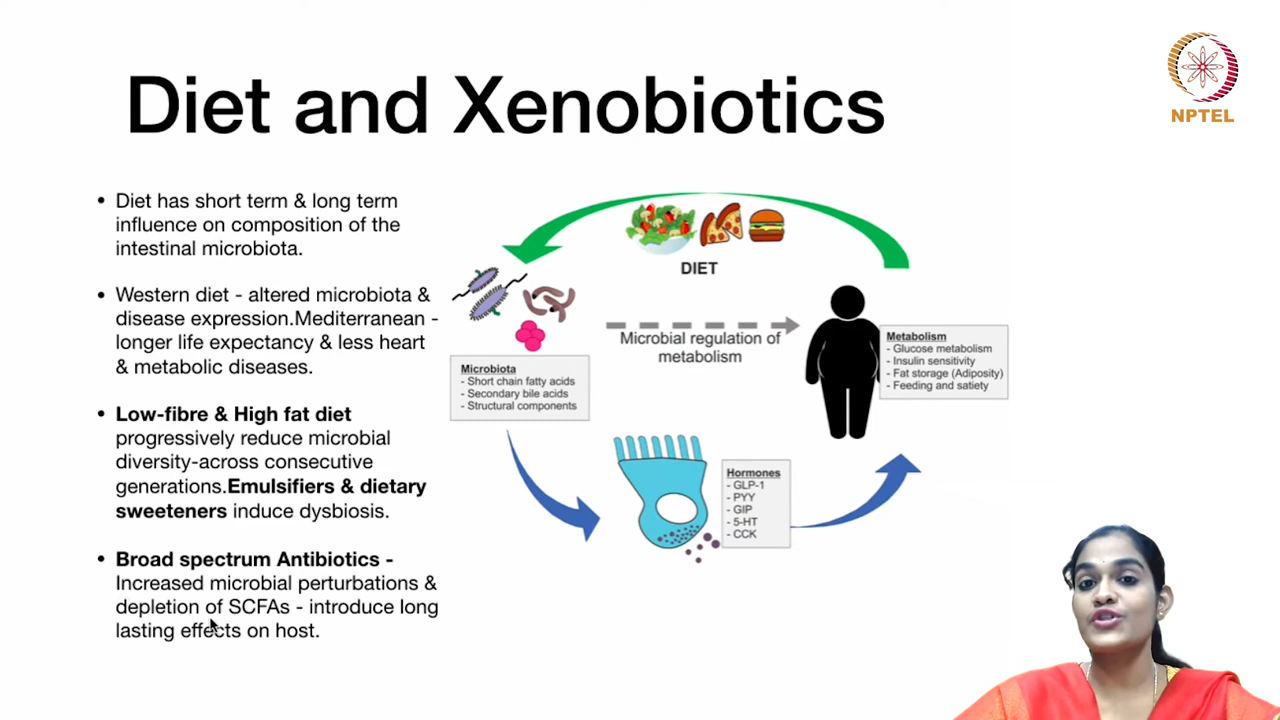 NPTEL
Diet and Xenobiotics
• Diet has short term & long term
influence on composition of the
intestinal microbiota.
• Western diet - altered microbiota &
disease expression.Mediterranean -
longer life expectancy & less heart
& metabolic diseases.
• Low-fibre & High fat diet
progressively reduce microbial
diversity-across consecutive
generations.Emulsifiers & dietary
sweeteners induce dysbiosis.
• Broad spectrum Antibiotics -
Increased microbial perturbations &
depletion of SCFAs - introduce long
lasting effects on host.
DIET
Microbial regulation of
metabolism
Microbiota
- Short chain fatty acids
- Secondary bile acids
- Structural components
Metabolism
- Glucose metabolism
- Insulin sensitivity
- Fat storage (Adiposity)
- Feeding and satiety
Hormones
- GLP-1
- PYY
- GIP
- 5-HT
- CCK